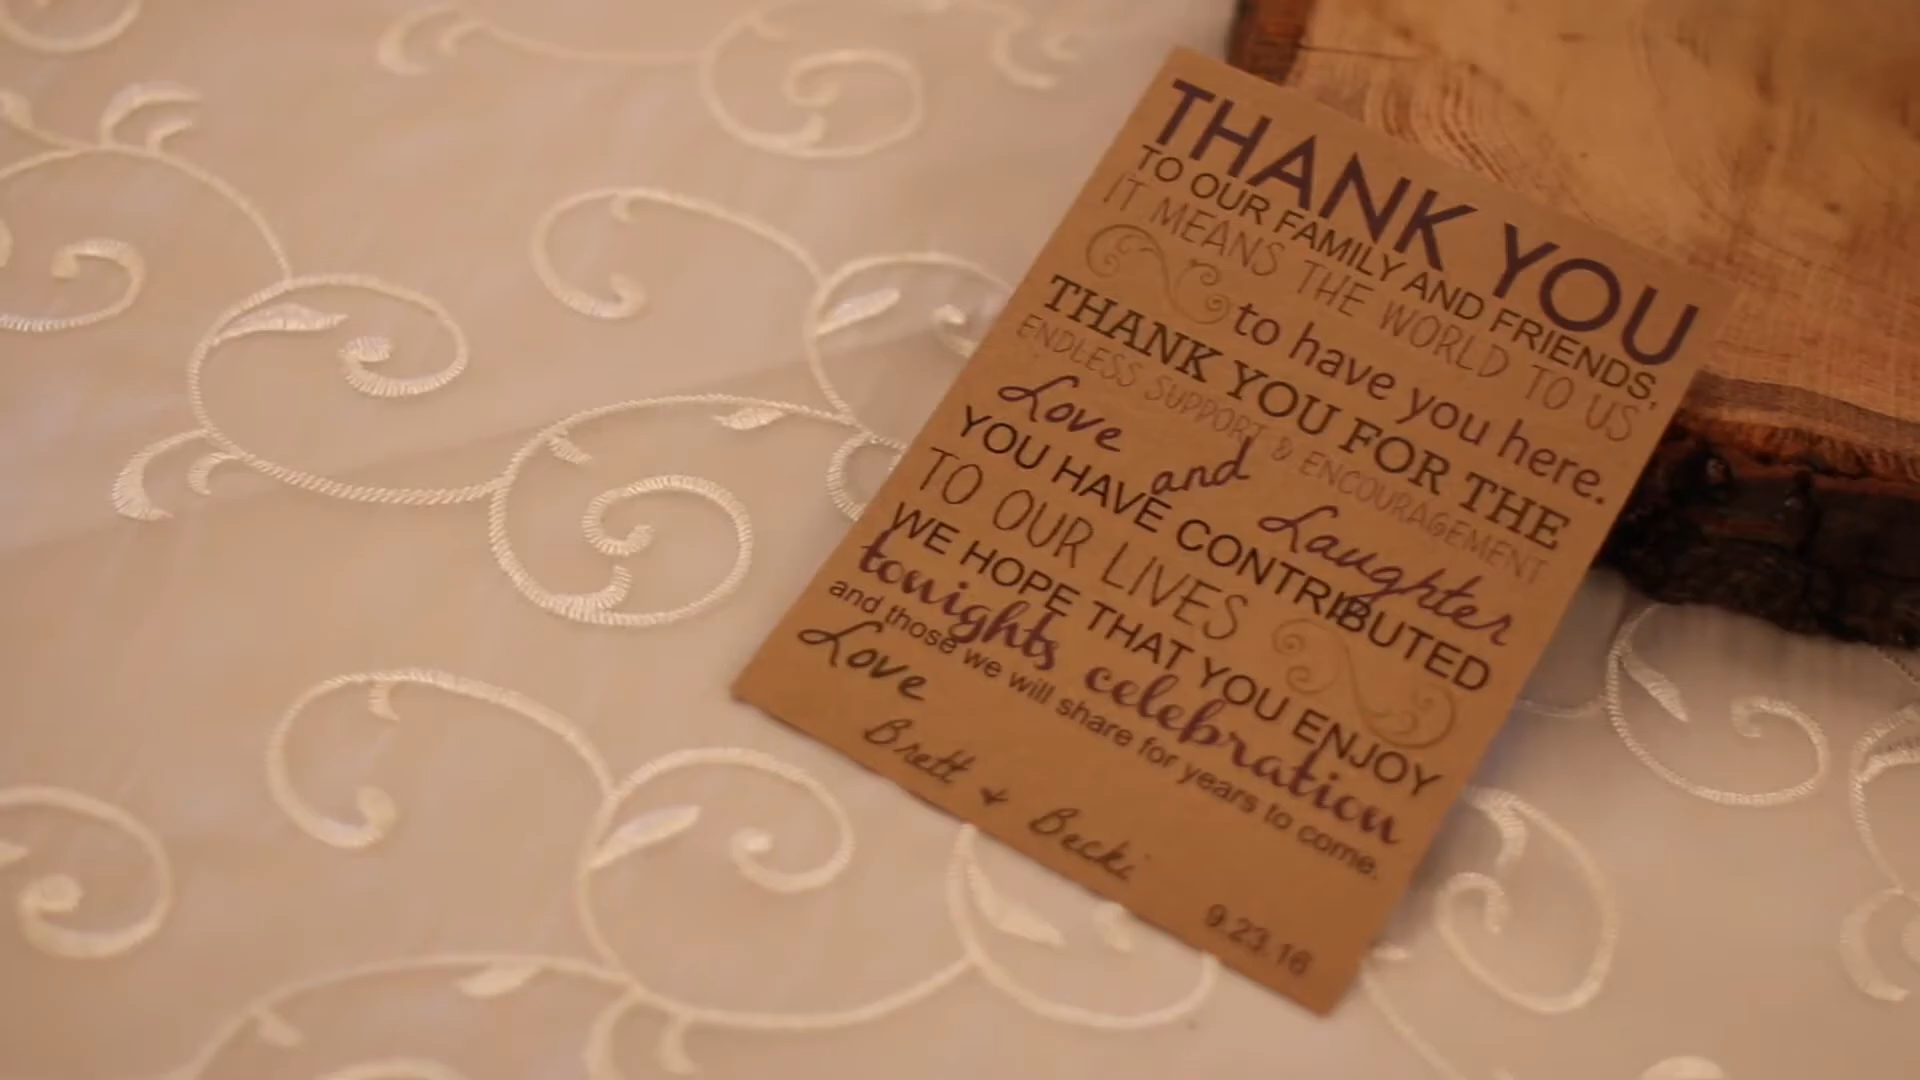 THANK YOU
TO OUR FAMILY AND FRIENDS,
IT MEANS THE WORLD TO US
to have you here.
THANK YOU FOR THE
ENDLESS SUPPORT & ENCOURAGEMENT
Love and Laughter
YOU HAVE CONTRIBUTED
TO OUR LIVES
WE HOPE THAT YOU ENJOY
tonights celebration
and those we will share for years to come.
Love
Brett & Becki
9.23.16